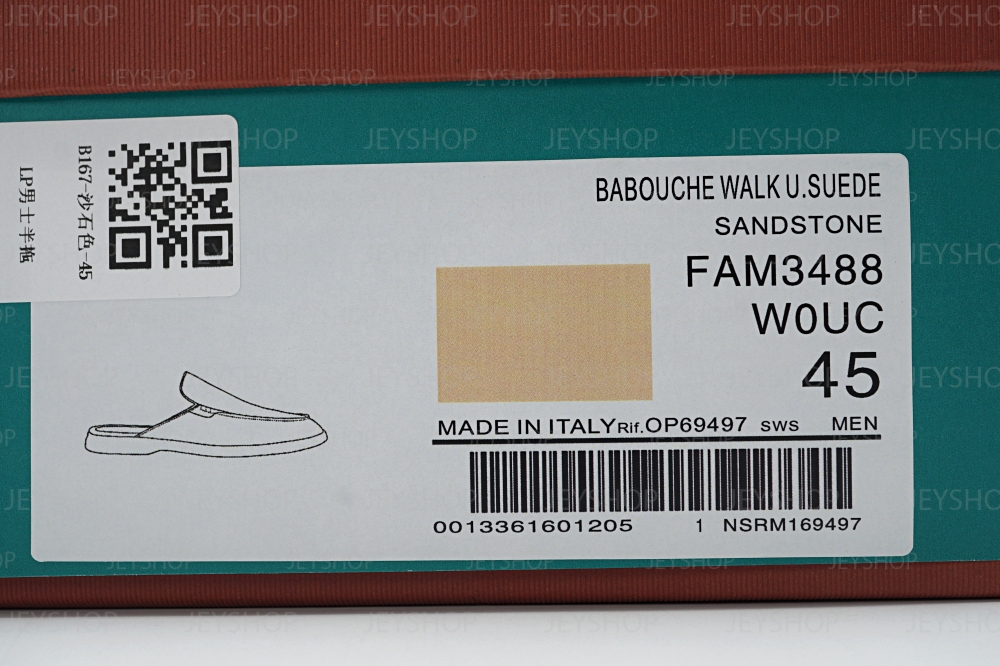 B167-沙石色-45
LP男士半拖
BABOUCHE WALK U.SUEDE
SANDSTONE
FAM3488
W0UC
45
MADE IN ITALY Rif.OP69497 sws MEN
0013361601205 1 NSRM169497
JEYSHOP